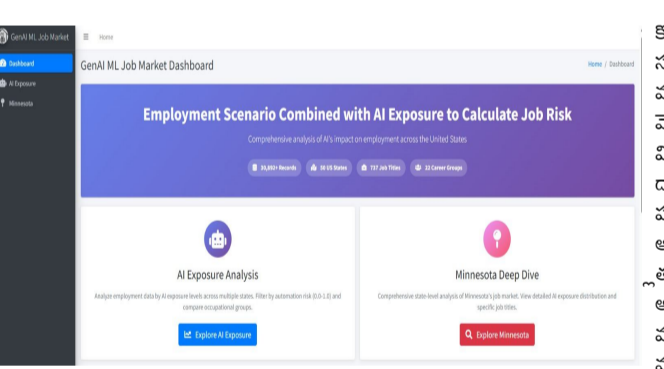 GenAI ML Job Market
Home
Dashboard
AI Exposure
Minnesota
GenAI ML Job Market Dashboard
Home / Dashboard
Employment Scenario Combined with AI Exposure to Calculate Job Risk
Comprehensive analysis of AI's impact on employment across the United States
50 US States
737 Job Titles
22 Career Groups
AI Exposure Analysis
Analyze employment data by AI exposure levels across multiple states. Filter by automation risk (0.0-1.0) and
compare occupational groups.
Explore AI Exposure
Minnesota Deep Dive
Comprehensive state-level analysis of Minnesota's job market. View detailed AI exposure distribution and
specific job titles.
Explore Minnesota